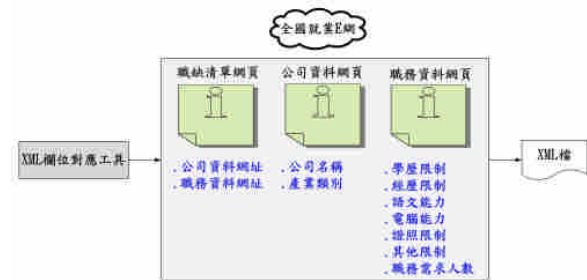 全國就業E網
職缺清單網頁 公司資料網頁 職務資料網頁
XML欄位對應工具
.公司資料網址
.職務資料網址
.公司名稱
.產業類別
.學歷限制
.經歷限制
.語文能力
.電腦能力
.證照限制
.其他限制
.職務需求人數
XML檔